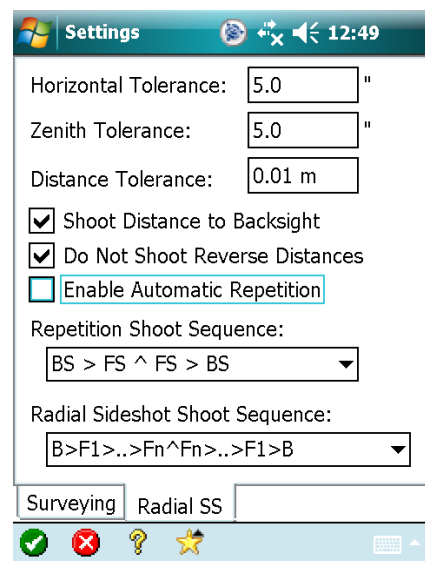 Settings 12:49
Horizontal Tolerance: 5.0 "
Zenith Tolerance: 5.0 "
Distance Tolerance: 0.01 m
Shoot Distance to Backsight
Do Not Shoot Reverse Distances
Enable Automatic Repetition
Repetition Shoot Sequence:
BS > FS ^ FS > BS
Radial Sideshot Shoot Sequence:
B>F1>..>Fn^Fn>..>F1>B
Surveying Radial SS